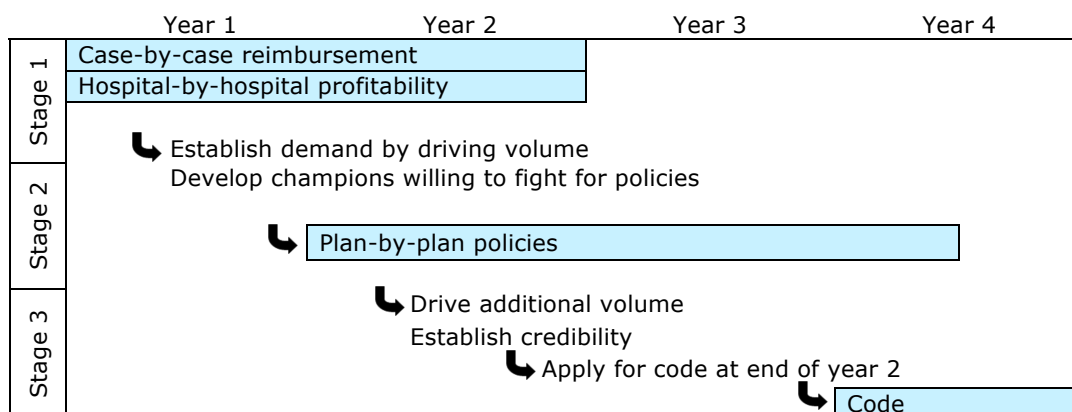 Year 1 Year 2 Year 3 Year 4
Stage 1
Case-by-case reimbursement
Hospital-by-hospital profitability
Establish demand by driving volume
Develop champions willing to fight for policies
Stage 2
Plan-by-plan policies
Stage 3
Drive additional volume
Establish credibility
Apply for code at end of year 2
Code